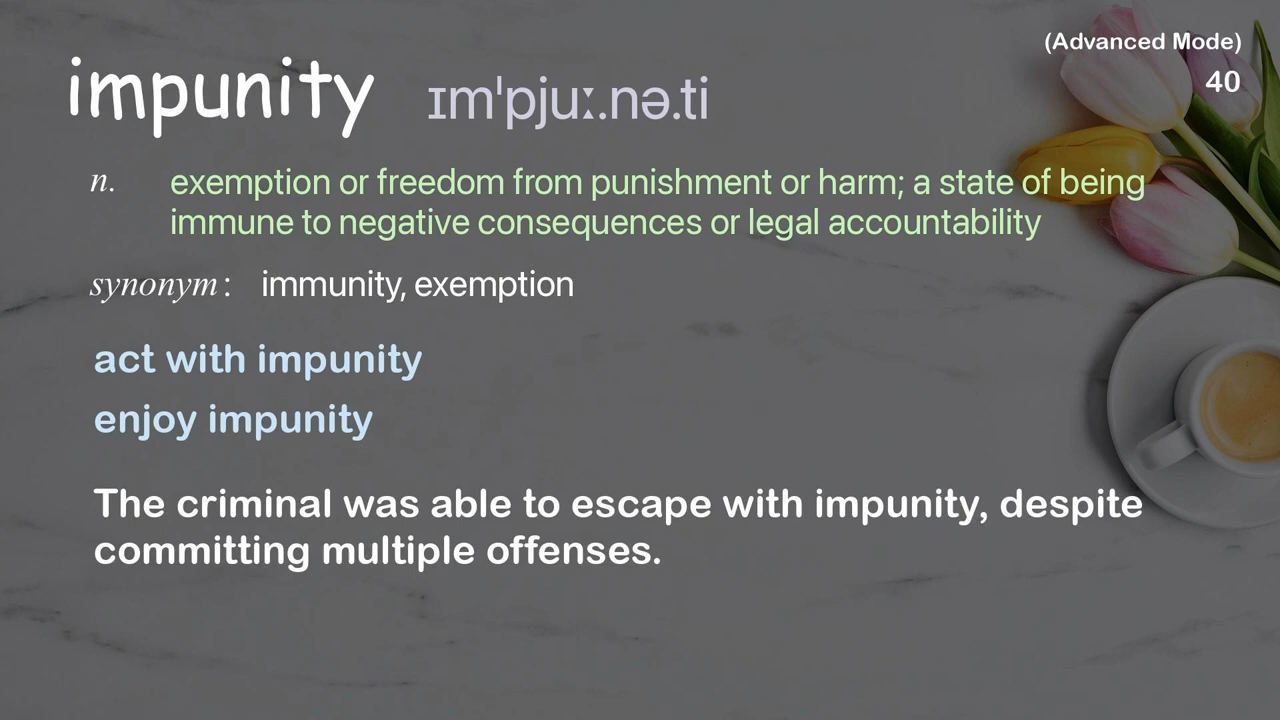 (Advanced Mode)
impunity ɪmˈpjuː.nə.ti
40
n. exemption or freedom from punishment or harm; a state of being
immune to negative consequences or legal accountability
synonym: immunity, exemption
act with impunity
enjoy impunity
The criminal was able to escape with impunity, despite
committing multiple offenses.